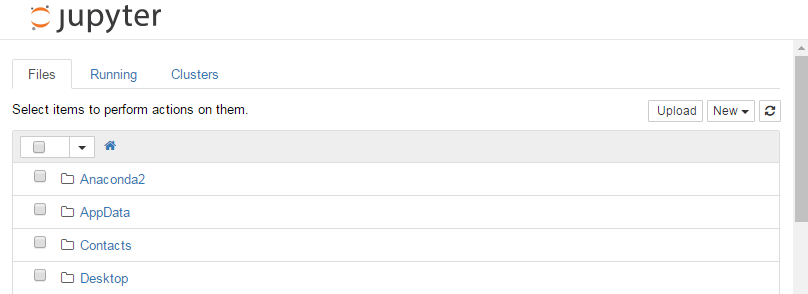 jupyter
Files Running Clusters
Select items to perform actions on them. Upload New
Anaconda2
AppData
Contacts
Desktop